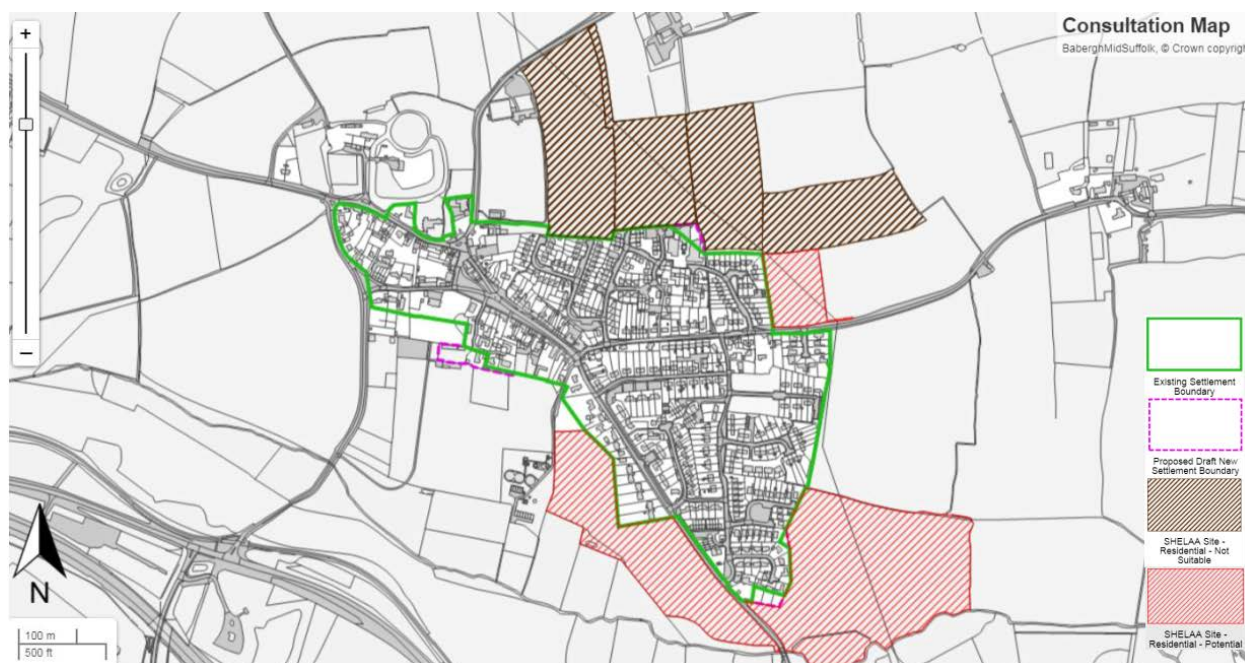 +
−
Consultation Map
BaberghMidSuffolk, © Crown copyrigh
Existing Settlement
Boundary
Proposed Draft New
Settlement Boundary
SHELAA Site -
Residential - Not
Suitable
SHELAA Site -
Residential - Potential
N
100 m
500 ft